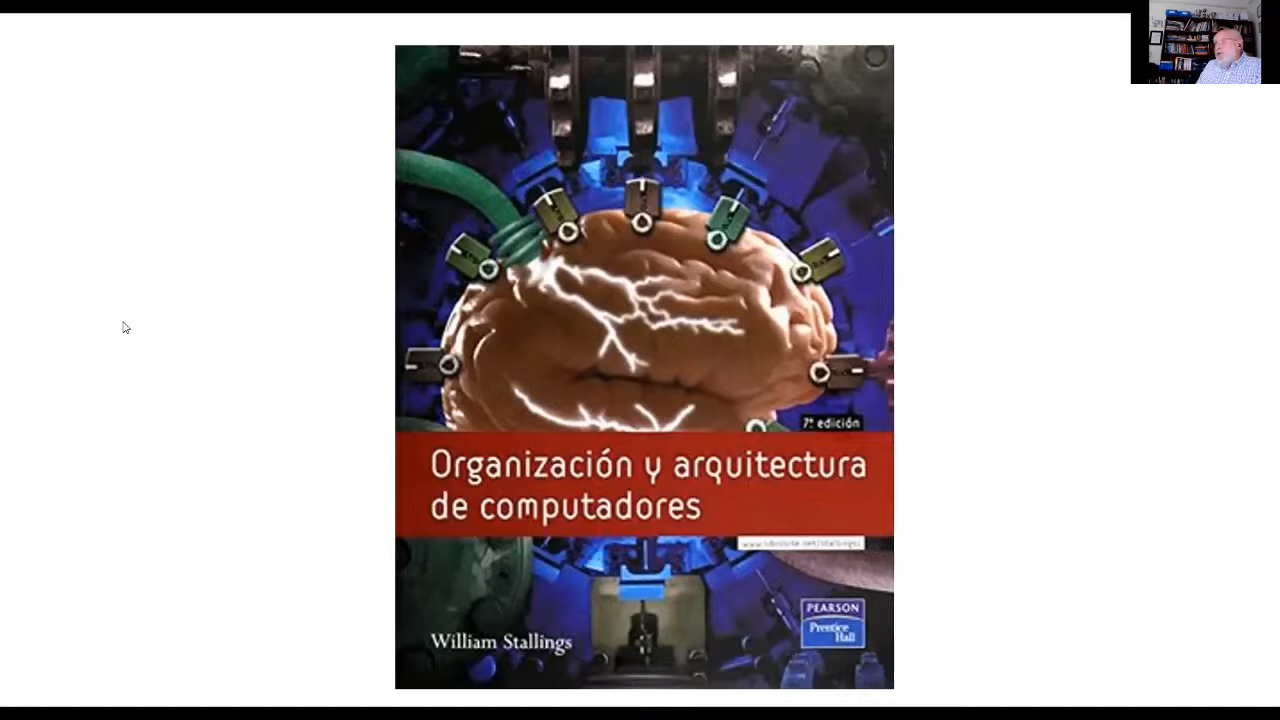 7ª edición
Organización y arquitectura
de computadores
William Stallings
PEARSON
Prentice
Hall